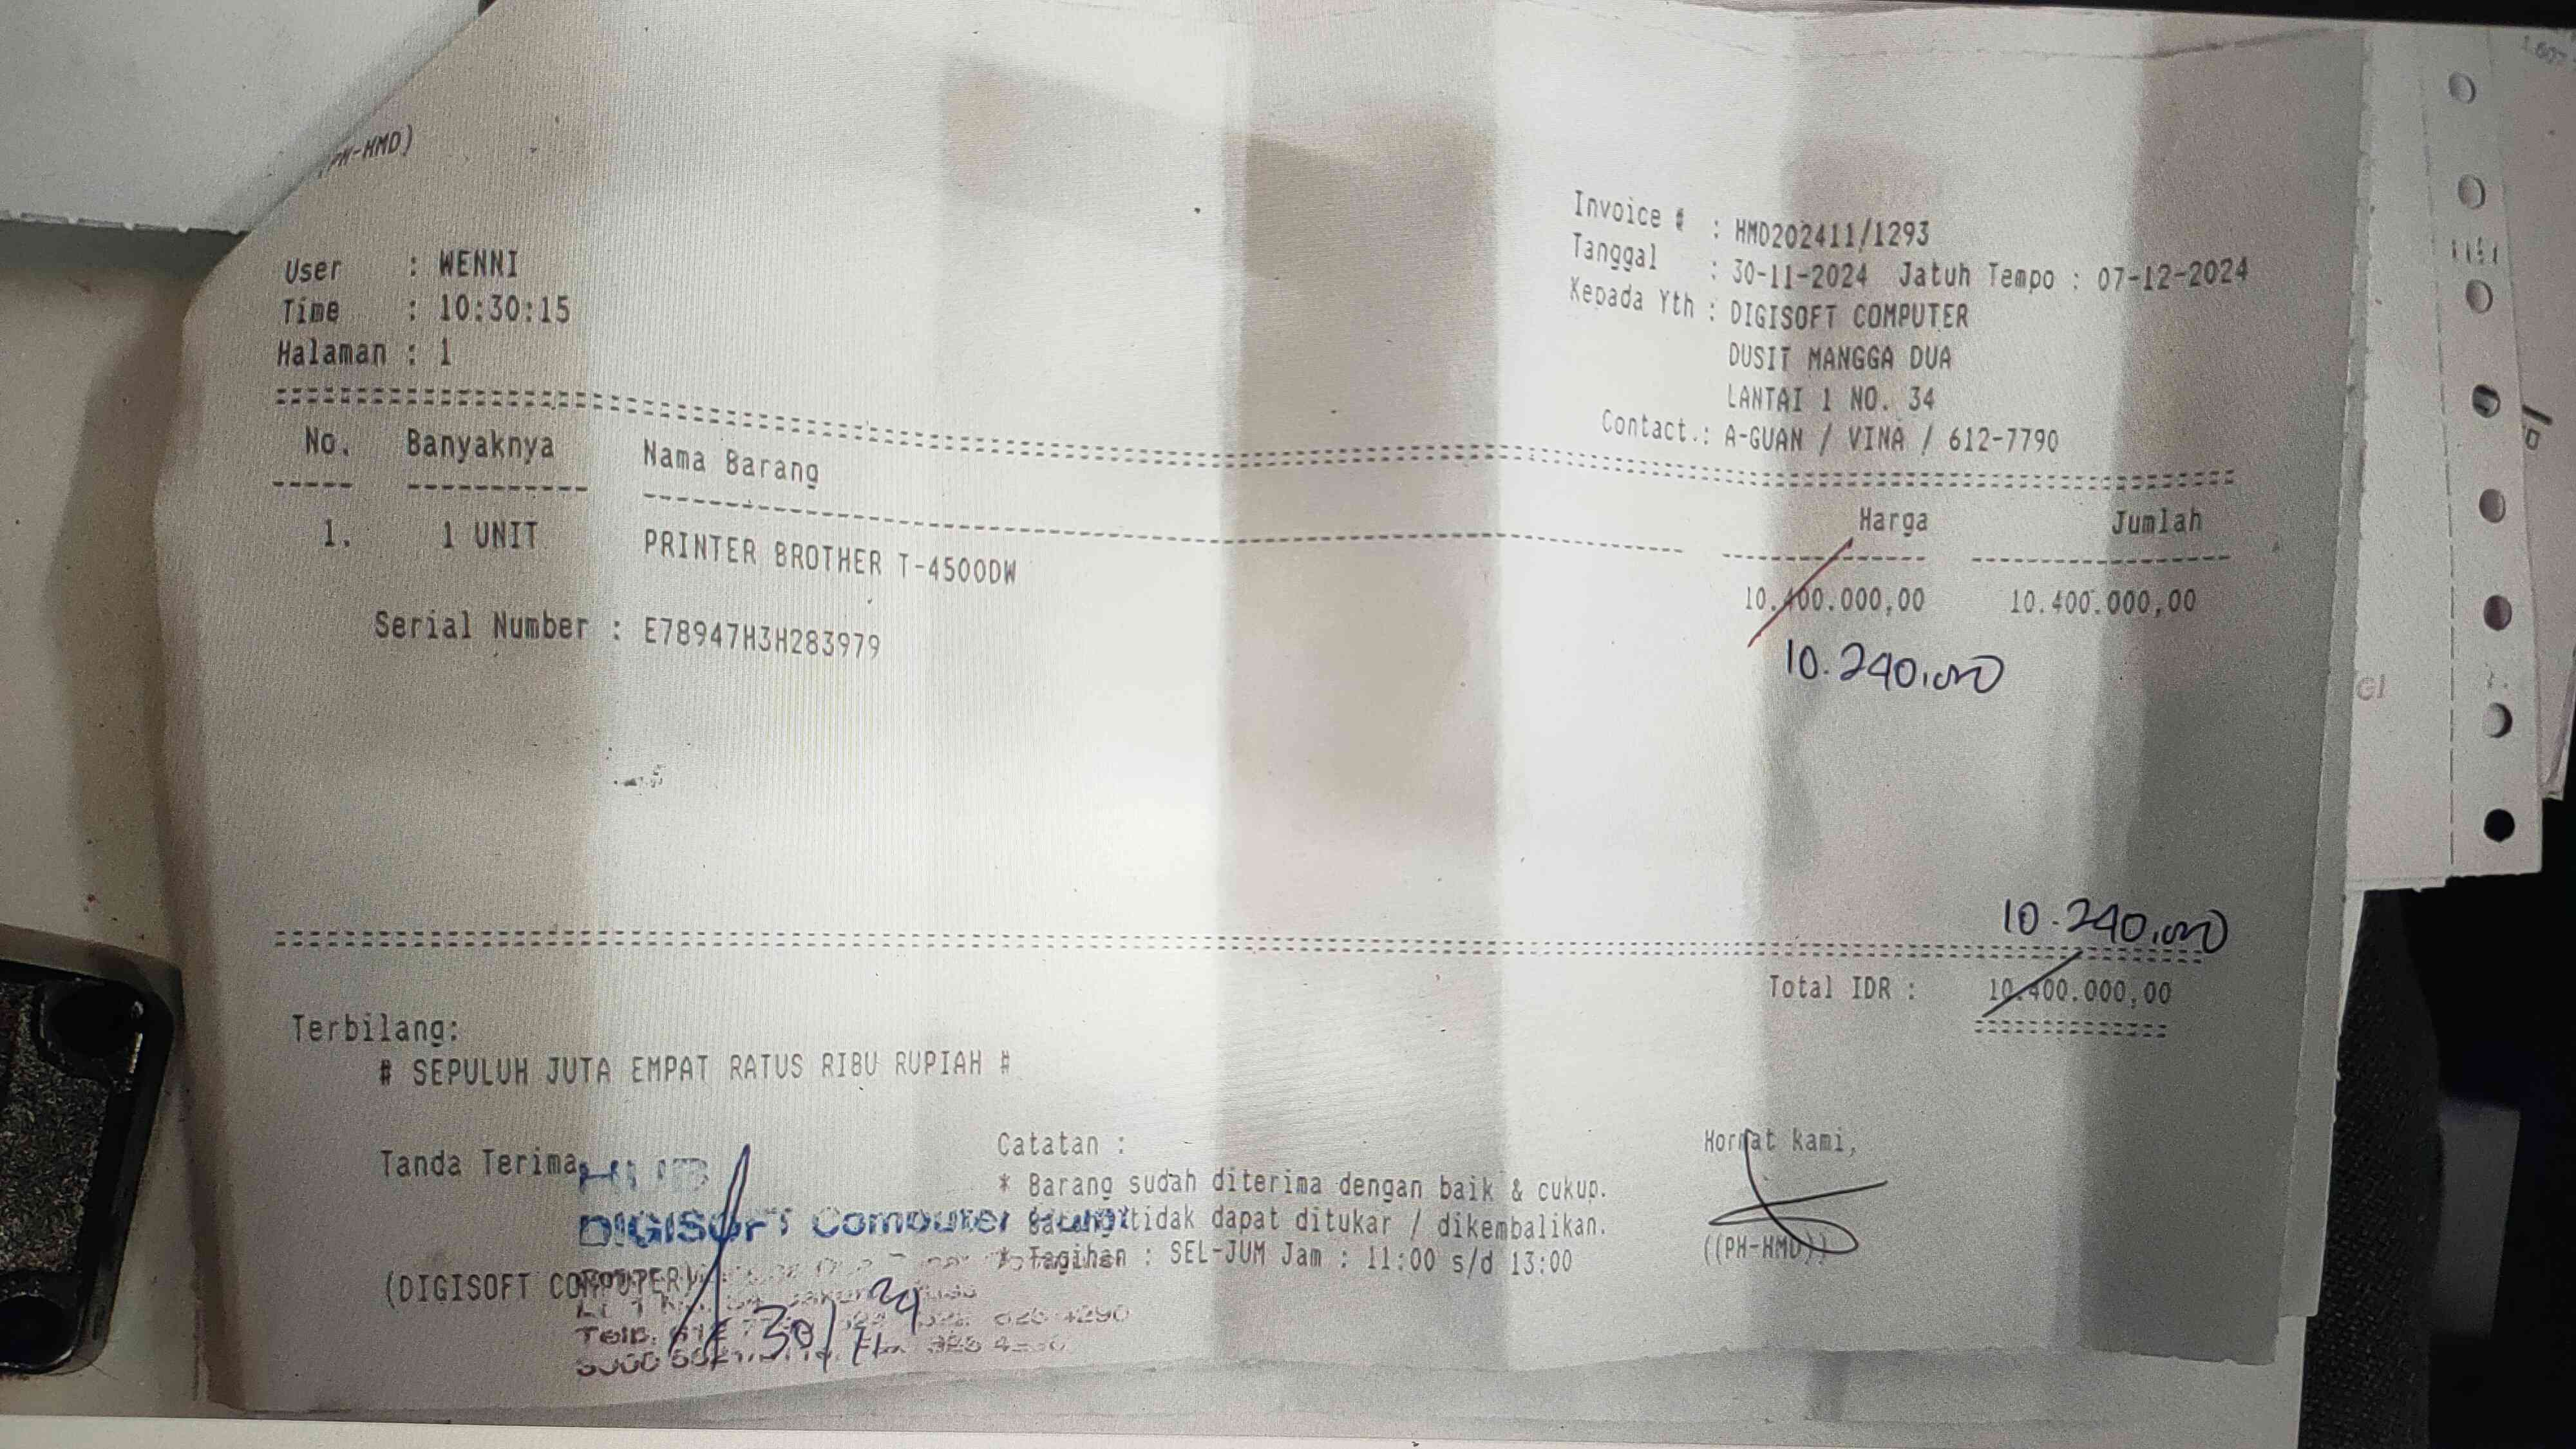 PH-HMD)
Invoice # : HMD202411/1293
Tanggal : 30-11-2024 Jatuh Tempo : 07-12-2024
Kepada Yth : DIGISOFT COMPUTER
DUSIT MANGGA DUA
LANTAI 1 NO. 34
Contact.: A-GUAN / VINA / 612-7790
User : WENNI
Time : 10:30:15
Halaman : 1
No. Banyaknya Nama Barang Harga Jumlah
1. 1 UNIT PRINTER BROTHER T-4500DW 10.400.000,00 10.400.000,00
Serial Number : E78947H3H283979
10.240.000
10.240.000
Total IDR : 10.400.000,00
Terbilang:
# SEPULUH JUTA EMPAT RATUS RIBU RUPIAH #
Tanda Terima
Catatan :
* Barang sudah diterima dengan baik & cukup.
Barang tidak dapat ditukar / dikembalikan.
* Tagihan : SEL-JUM Jam : 11:00 s/d 13:00
Hormat kami,
((PH-HMD))
DIGISOFT Computer
(DIGISOFT COMPUTER)
Telp.
30/11
GI